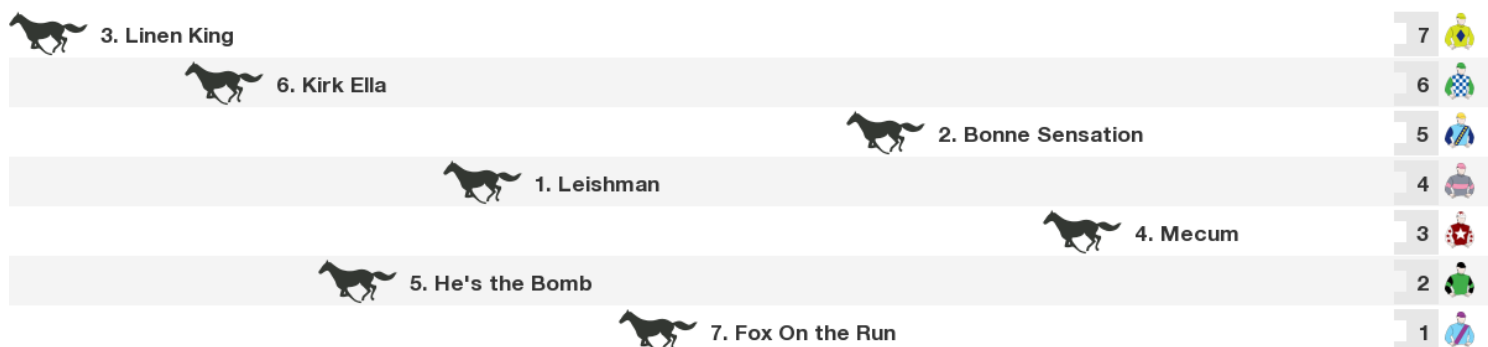 3. Linen King 7
6. Kirk Ella 6
2. Bonne Sensation 5
1. Leishman 4
4. Mecum 3
5. He's the Bomb 2
7. Fox On the Run 1